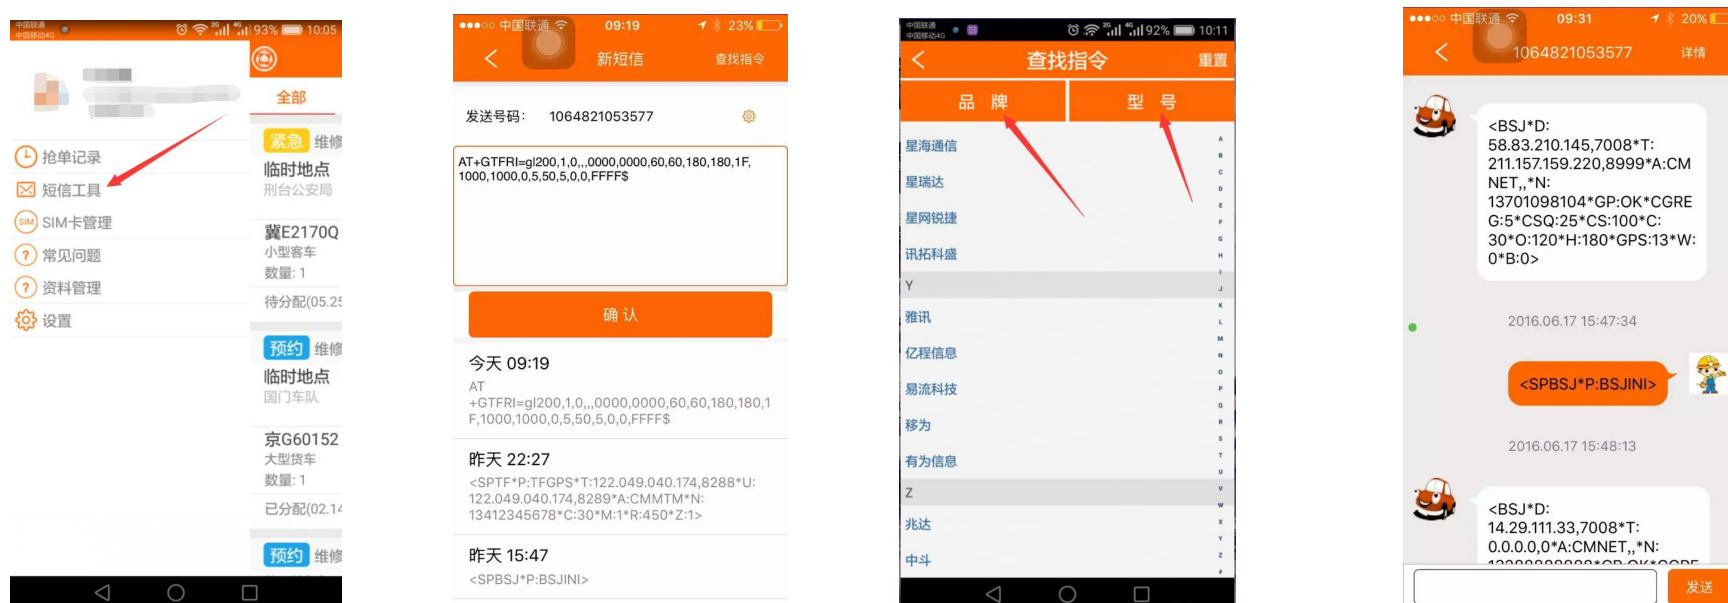 中国联通
中国移动4G
2G
4G
93%
10:05
全部
紧急 维修
抢单记录
临时地点
短信工具
刑台公安局
SIM SIM卡管理
冀E2170Q
小型客车
常见问题
数量: 1
资料管理
待分配(05.25
设置
预约 维修
临时地点
国门车队
京G60152
大型货车
数量: 1
已分配(02.14
预约 维修
中国联通
09:19
23%
新短信
查找指令
发送号码: 1064821053577
AT+GTFRI=gl200,1,0,,,0000,0000,60,60,180,180,1F,
1000,1000,0,5,50,5,0,0,FFFF$
确认
今天 09:19
AT
+GTFRI=gl200,1,0,,,0000,0000,60,60,180,180,1
F,1000,1000,0,5,50,5,0,0,FFFF$
昨天 22:27
<SPTF*P:TFGPS*T:122.049.040.174,8288*U:
122.049.040.174,8289*A:CMMTM*N:
13412345678*C:30*M:1*R:450*Z:1>
昨天 15:47
<SPBSJ*P:BSJINI>
中国联通
中国移动4G
2G
4G
92%
10:11
查找指令
重置
品 牌
型 号
星海通信
星瑞达
星网锐捷
讯拓科盛
Y
雅讯
亿程信息
易流科技
移为
有为信息
Z
兆达
中斗
A
B
C
D
E
F
G
H
I
J
K
L
M
N
O
P
Q
R
S
T
U
V
W
X
Y
Z
#
中国联通
09:31
20%
1064821053577
详情
<BSJ*D:
58.83.210.145,7008*T:
211.157.159.220,8999*A:CM
NET,,*N:
13701098104*GP:OK*CGRE
G:5*CSQ:25*CS:100*C:
30*O:120*H:180*GPS:13*W:
0*B:0>
2016.06.17 15:47:34
<SPBSJ*P:BSJINI>
2016.06.17 15:48:13
<BSJ*D:
14.29.111.33,7008*T:
0.0.0.0,0*A:CMNET,,*N:
发送